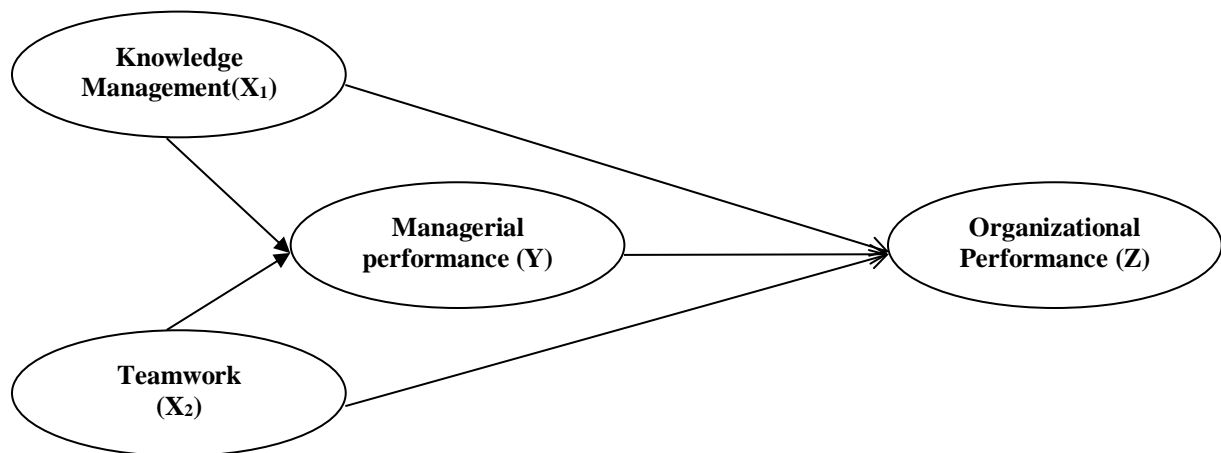 Knowledge
Management(X₁)
Managerial
performance (Y)
Organizational
Performance (Z)
Teamwork
(X₂)